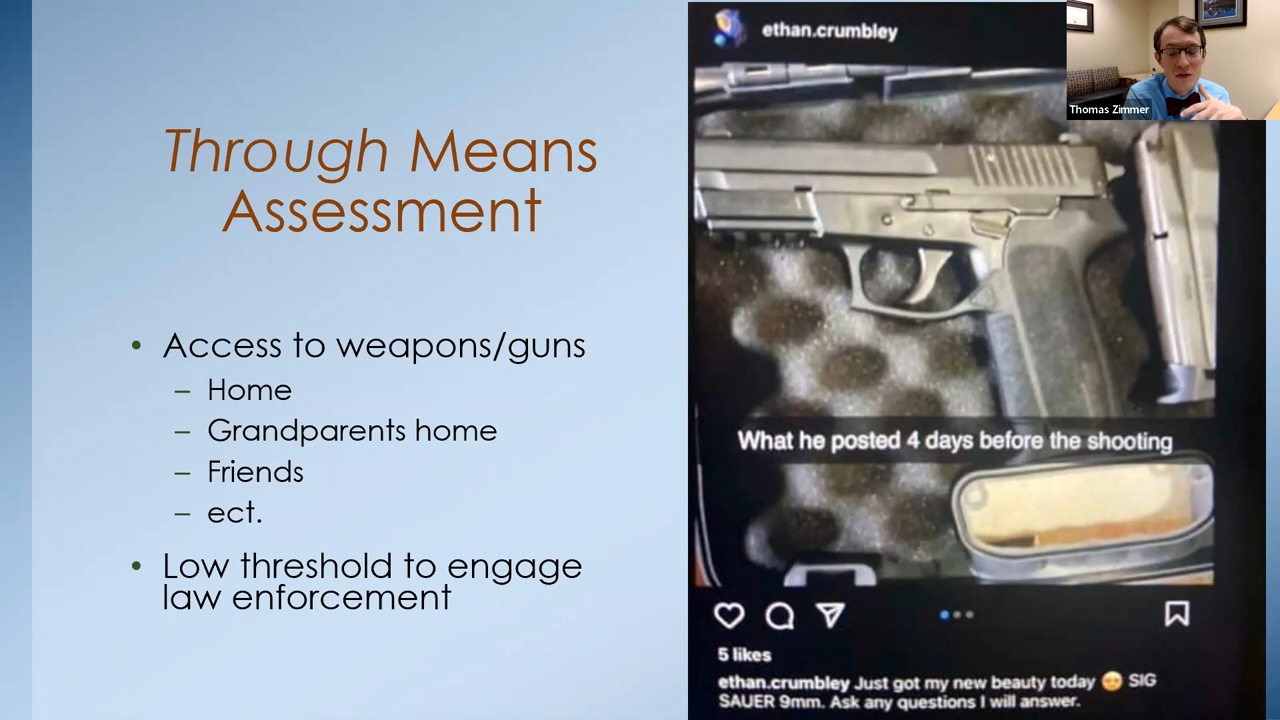 Through Means
Assessment
• Access to weapons/guns
– Home
– Grandparents home
– Friends
– ect.
• Low threshold to engage
law enforcement
ethan.crumbley
Thomas Zimmer
What he posted 4 days before the shooting
5 likes
ethan.crumbley Just got my new beauty today 😍 SIG
SAUER 9mm. Ask any questions I will answer.